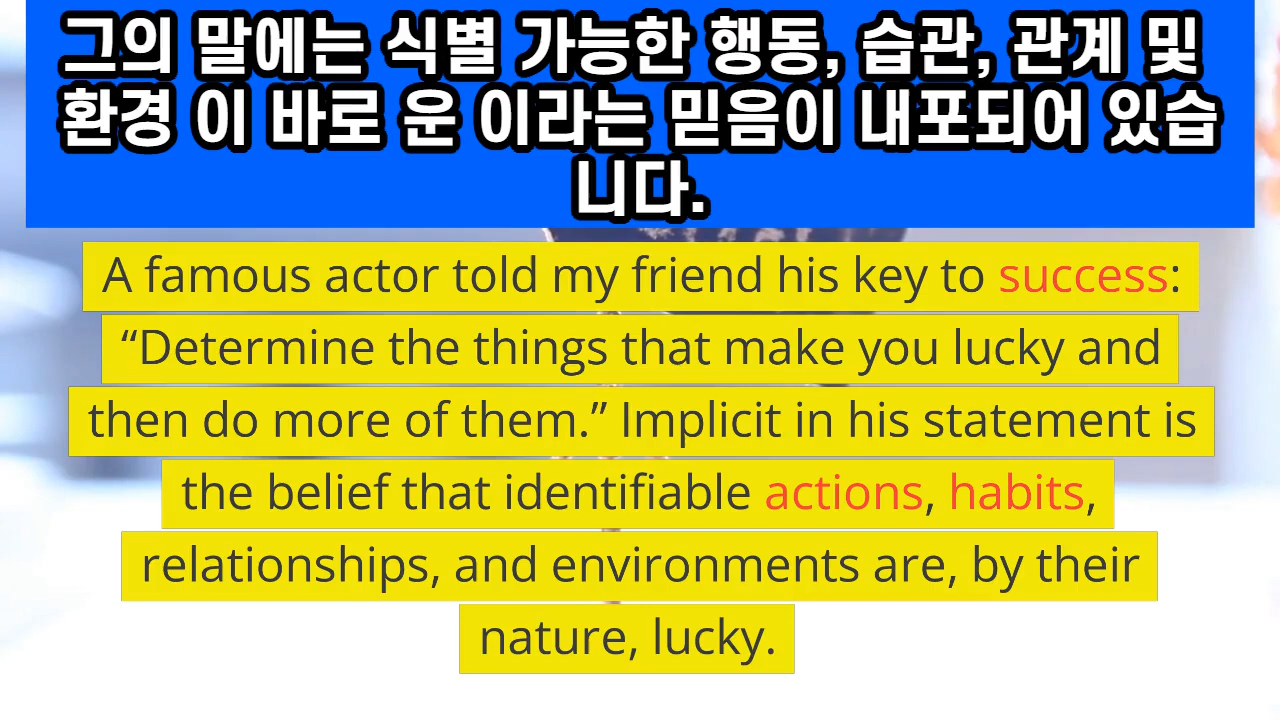 그의 말에는 식별 가능한 행동, 습관, 관계 및
환경 이 바로 운 이라는 믿음이 내포되어 있습
니다.
A famous actor told my friend his key to success:
“Determine the things that make you lucky and
then do more of them.” Implicit in his statement is
the belief that identifiable actions, habits,
relationships, and environments are, by their
nature, lucky.